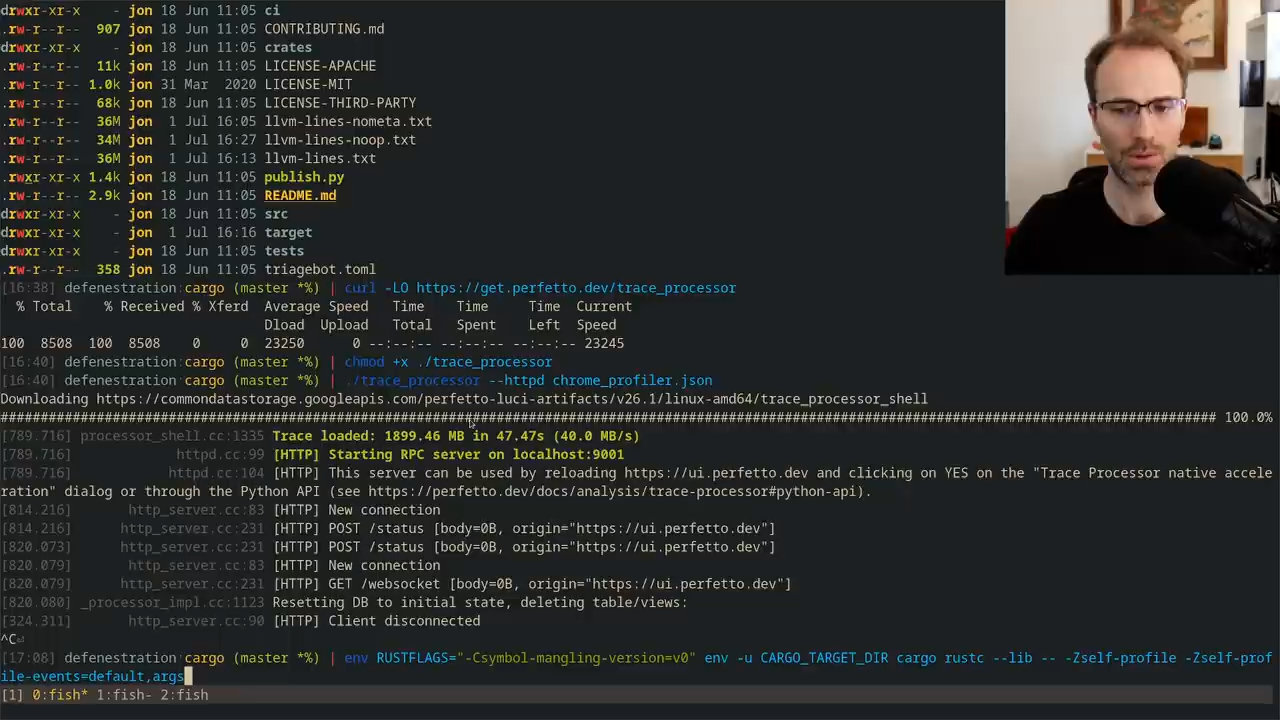 drwxr-xr-x - jon 18 Jun 11:05 ci
.rw-r--r-- 907 jon 18 Jun 11:05 CONTRIBUTING.md
drwxr-xr-x - jon 18 Jun 11:05 crates
.rw-r--r-- 11k jon 18 Jun 11:05 LICENSE-APACHE
.rw-r--r-- 1.0k jon 31 Mar 2020 LICENSE-MIT
.rw-r--r-- 68k jon 18 Jun 11:05 LICENSE-THIRD-PARTY
.rw-r--r-- 36M jon 1 Jul 16:05 llvm-lines-nometa.txt
.rw-r--r-- 34M jon 1 Jul 16:27 llvm-lines-noop.txt
.rw-r--r-- 36M jon 1 Jul 16:13 llvm-lines.txt
.rwxr-xr-x 1.4k jon 18 Jun 11:05 publish.py
.rw-r--r-- 2.9k jon 18 Jun 11:05 README.md
drwxr-xr-x - jon 18 Jun 11:05 src
drwxr-xr-x - jon 1 Jul 16:16 target
drwxr-xr-x - jon 18 Jun 11:05 tests
.rw-r--r-- 358 jon 18 Jun 11:05 triagebot.toml
[16:38] defenestration:cargo (master *%) | curl -LO https://get.perfetto.dev/trace_processor
% Total % Received % Xferd Average Speed Time Time Time Current
Dload Upload Total Spent Left Speed
100 8508 100 8508 0 0 23250 0 --:--:-- --:--:-- --:--:-- 23245
[16:40] defenestration:cargo (master *%) | chmod +x ./trace_processor
[16:40] defenestration:cargo (master *%) | ./trace_processor --httpd chrome_profiler.json
Downloading https://commondatastorage.googleapis.com/perfetto-luci-artifacts/v26.1/linux-amd64/trace_processor_shell
######################################################################################################################################################### 100.0%
[789.716] processor_shell.cc:1335 Trace loaded: 1899.46 MB in 47.47s (40.0 MB/s)
[789.716] httpd.cc:99 [HTTP] Starting RPC server on localhost:9001
[789.716] httpd.cc:104 [HTTP] This server can be used by reloading https://ui.perfetto.dev and clicking on YES on the "Trace Processor native accele
ration" dialog or through the Python API (see https://perfetto.dev/docs/analysis/trace-processor#python-api).
[814.216] http_server.cc:83 [HTTP] New connection
[814.216] http_server.cc:231 [HTTP] POST /status [body=0B, origin="https://ui.perfetto.dev"]
[820.073] http_server.cc:231 [HTTP] POST /status [body=0B, origin="https://ui.perfetto.dev"]
[820.079] http_server.cc:83 [HTTP] New connection
[820.079] http_server.cc:231 [HTTP] GET /websocket [body=0B, origin="https://ui.perfetto.dev"]
[820.080] _processor_impl.cc:1123 Resetting DB to initial state, deleting table/views:
[324.311] http_server.cc:90 [HTTP] Client disconnected
^C⏎
[17:08] defenestration:cargo (master *%) | env RUSTFLAGS="-Csymbol-mangling-version=v0" env -u CARGO_TARGET_DIR cargo rustc --lib -- -Zself-profile -Zself-prof
ile-events=default,args
[1] 0:fish* 1:fish- 2:fish